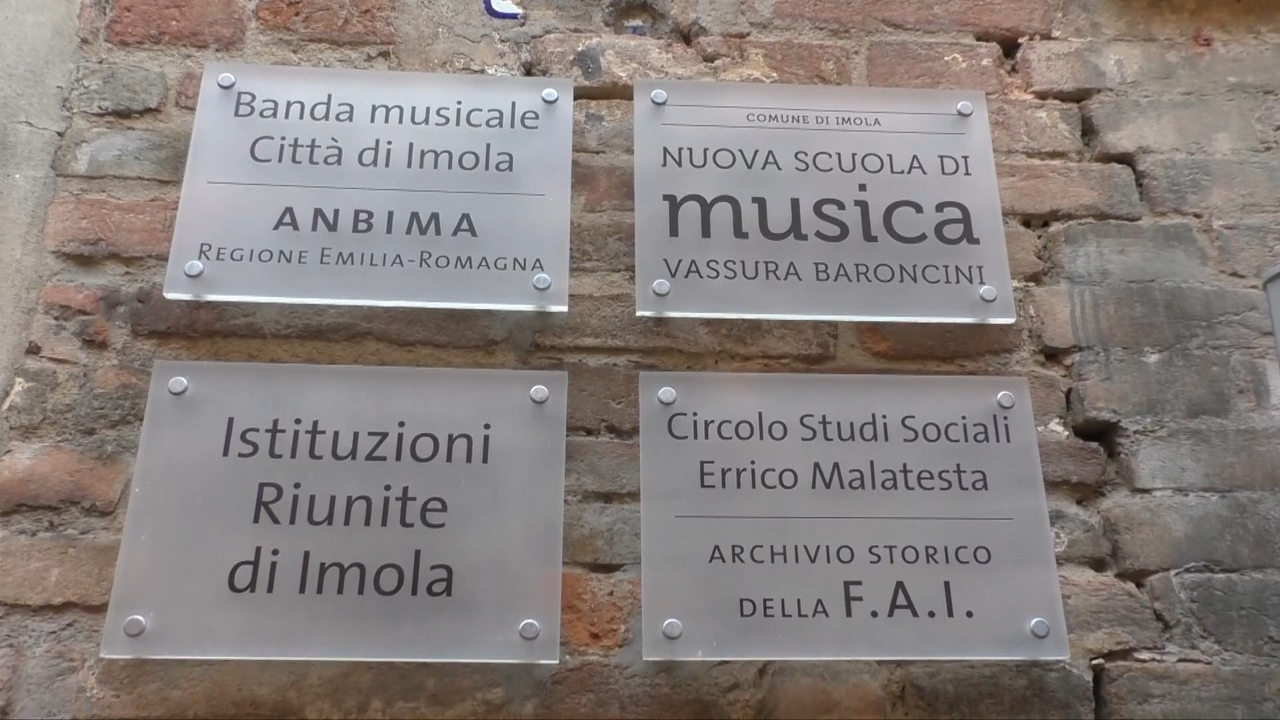 Banda musicale
Città di Imola
ANBIMA
REGIONE EMILIA-ROMAGNA
COMUNE DI IMOLA
NUOVA SCUOLA DI
musica
VASSURA BARONCINI
Istituzioni
Riunite
di Imola
Circolo Studi Sociali
Errico Malatesta
ARCHIVIO STORICO
DELLA F.A.I.